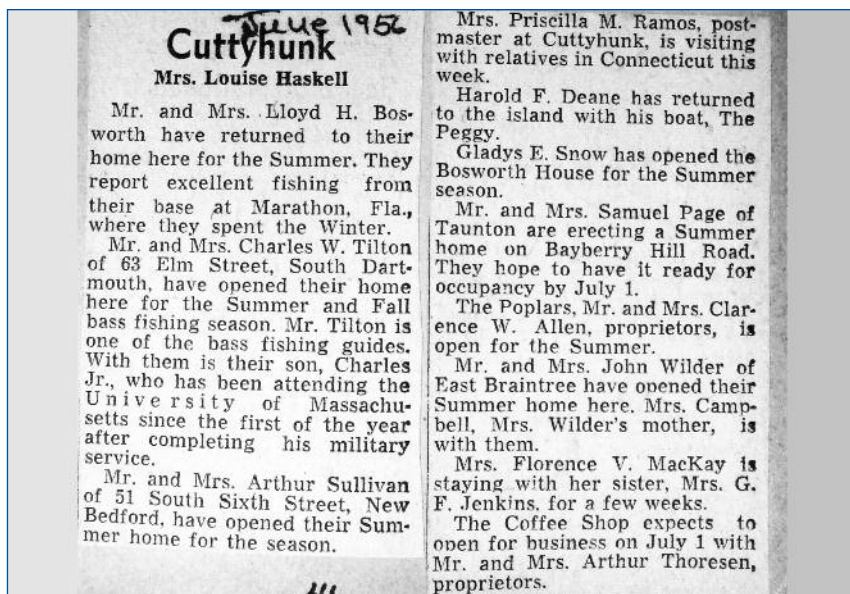 June 1956
Cuttyhunk
Mrs. Louise Haskell
Mr. and Mrs. Lloyd H. Bos-
worth have returned to their
home here for the Summer. They
report excellent fishing from
their base at Marathon, Fla.,
where they spent the Winter.
Mr. and Mrs. Charles W. Tilton
of 63 Elm Street, South Dart-
mouth, have opened their home
here for the Summer and Fall
bass fishing season. Mr. Tilton is
one of the bass fishing guides.
With them is their son, Charles
Jr., who has been attending the
University of Massachu-
setts since the first of the year
after completing his military
service.
Mr. and Mrs. Arthur Sullivan
of 51 South Sixth Street, New
Bedford, have opened their Sum-
mer home for the season.
Mrs. Priscilla M. Ramos, post-
master at Cuttyhunk, is visiting
with relatives in Connecticut this
week.
Harold F. Deane has returned
to the island with his boat, The
Peggy.
Gladys E. Snow has opened the
Bosworth House for the Summer
season.
Mr. and Mrs. Samuel Page of
Taunton are erecting a Summer
home on Bayberry Hill Road.
They hope to have it ready for
occupancy by July 1.
The Poplars, Mr. and Mrs. Clar-
ence W. Allen, proprietors, is
open for the Summer.
Mr. and Mrs. John Wilder of
East Braintree have opened their
Summer home here. Mrs. Camp-
bell, Mrs. Wilder's mother, is
with them.
Mrs. Florence V. MacKay is
staying with her sister, Mrs. G.
F. Jenkins, for a few weeks.
The Coffee Shop expects to
open for business on July 1 with
Mr. and Mrs. Arthur Thoresen,
proprietors.